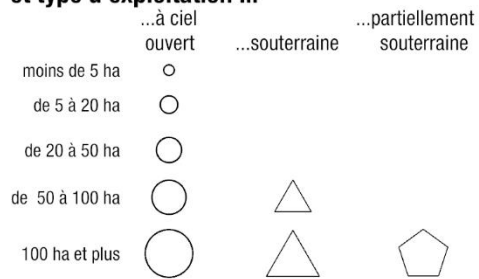 et type d'exploitation ...
...à ciel ouvert
...souterraine
...partiellement souterraine
moins de 5 ha
de 5 à 20 ha
de 20 à 50 ha
de 50 à 100 ha
100 ha et plus